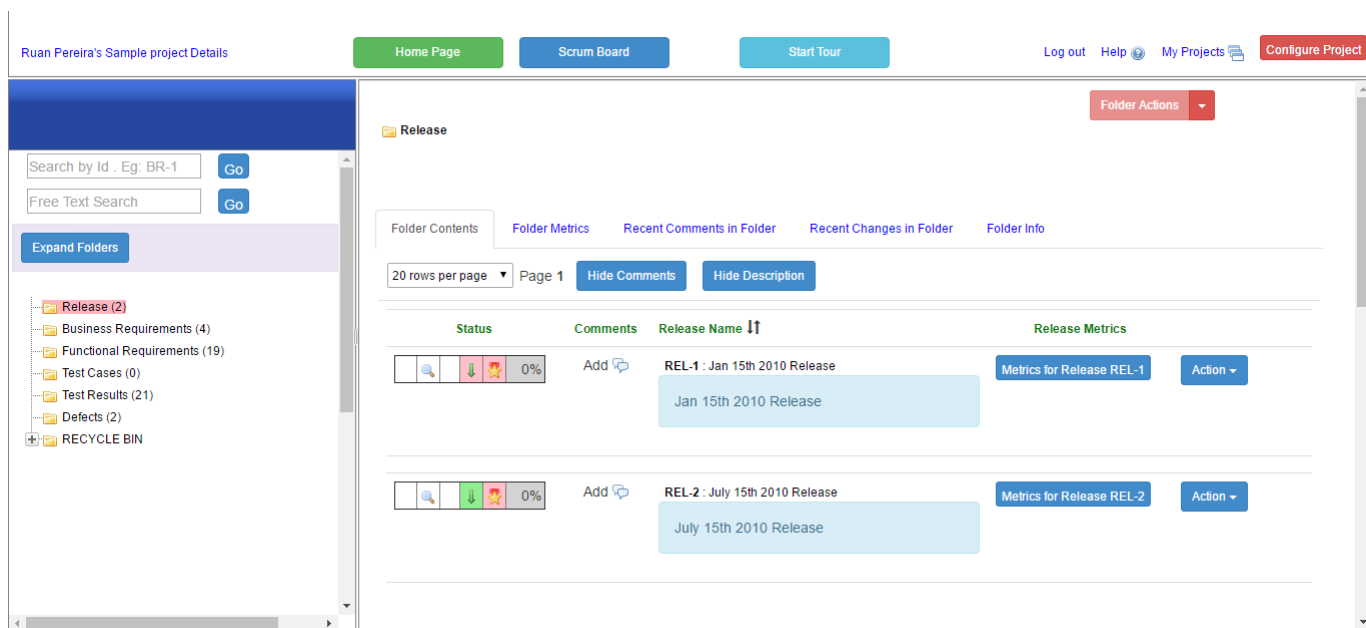 Ruan Pereira's Sample project Details
Home Page
Scrum Board
Start Tour
Log out
Help
My Projects
Configure Project
Search by Id . Eg: BR-1
Go
Free Text Search
Go
Expand Folders
Release (2)
Business Requirements (4)
Functional Requirements (19)
Test Cases (0)
Test Results (21)
Defects (2)
RECYCLE BIN
Folder Actions
Release
Folder Contents
Folder Metrics
Recent Comments in Folder
Recent Changes in Folder
Folder Info
20 rows per page
Page 1
Hide Comments
Hide Description
Status
Comments
Release Name
Release Metrics
0%
Add
REL-1 : Jan 15th 2010 Release
Metrics for Release REL-1
Action
Jan 15th 2010 Release
0%
Add
REL-2 : July 15th 2010 Release
Metrics for Release REL-2
Action
July 15th 2010 Release